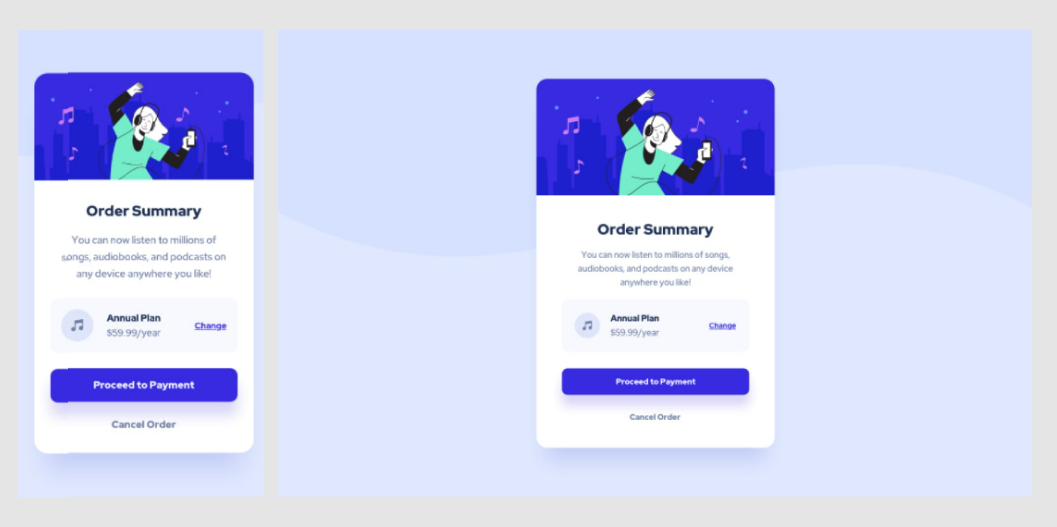 Order Summary
You can now listen to millions of
songs, audiobooks, and podcasts on
any device anywhere you like!
Annual Plan
$59.99/year
Change
Proceed to Payment
Cancel Order
Order Summary
You can now listen to millions of songs,
audiobooks, and podcasts on any device
anywhere you like!
Annual Plan
$59.99/year
Change
Proceed to Payment
Cancel Order